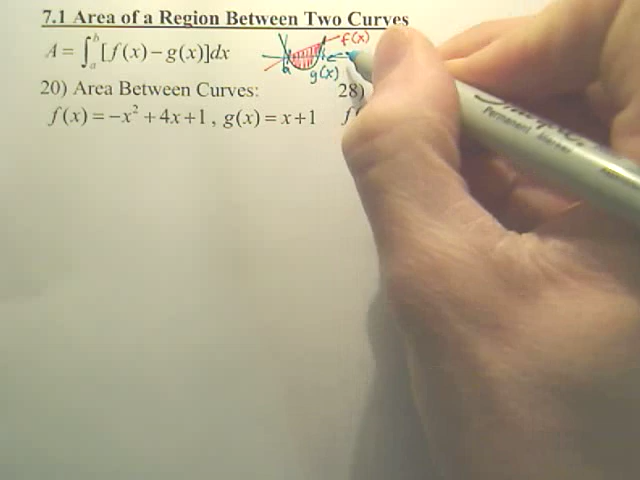 7.1 Area of a Region Between Two Curves
A = ∫_a^b [f(x) − g(x)]dx
f(x)
a
g(x)
20) Area Between Curves:
28)
f(x) = −x² + 4x + 1 , g(x) = x + 1
f
Permanent Marker